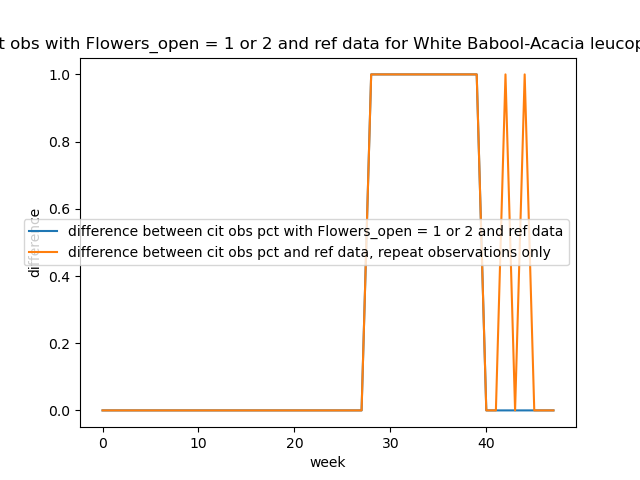 t obs with Flowers_open = 1 or 2 and ref data for White Babool-Acacia leucop
1.0
0.8
0.6
0.4
0.2
0.0
difference
difference between cit obs pct with Flowers_open = 1 or 2 and ref data
difference between cit obs pct and ref data, repeat observations only
0 10 20 30 40
week